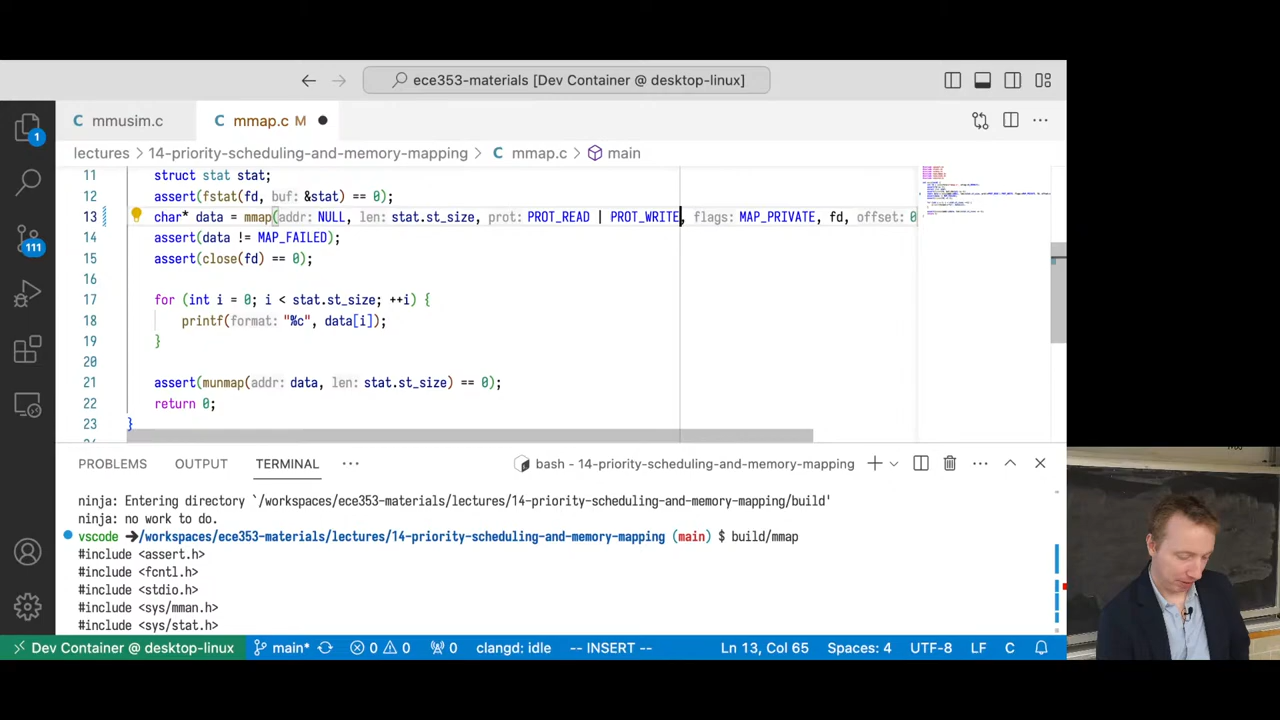 ece353-materials [Dev Container @ desktop-linux]
C mmusim.c C mmap.c M
lectures > 14-priority-scheduling-and-memory-mapping > C mmap.c > main
11 struct stat stat;
12 assert(fstat(fd, buf: &stat) == 0);
13 char* data = mmap(addr: NULL, len: stat.st_size, prot: PROT_READ | PROT_WRITE, flags: MAP_PRIVATE, fd, offset: 0
14 assert(data != MAP_FAILED);
15 assert(close(fd) == 0);
16
17 for (int i = 0; i < stat.st_size; ++i) {
18 printf(format: "%c", data[i]);
19 }
20
21 assert(munmap(addr: data, len: stat.st_size) == 0);
22 return 0;
23 }
1
111
PROBLEMS OUTPUT TERMINAL ··· bash - 14-priority-scheduling-and-memory-mapping
ninja: Entering directory `/workspaces/ece353-materials/lectures/14-priority-scheduling-and-memory-mapping/build'
ninja: no work to do.
vscode ➜/workspaces/ece353-materials/lectures/14-priority-scheduling-and-memory-mapping (main) $ build/mmap
#include <assert.h>
#include <fcntl.h>
#include <stdio.h>
#include <sys/mman.h>
#include <sys/stat.h>
Dev Container @ desktop-linux main* 0 0 0 clangd: idle -- INSERT -- Ln 13, Col 65 Spaces: 4 UTF-8 LF C